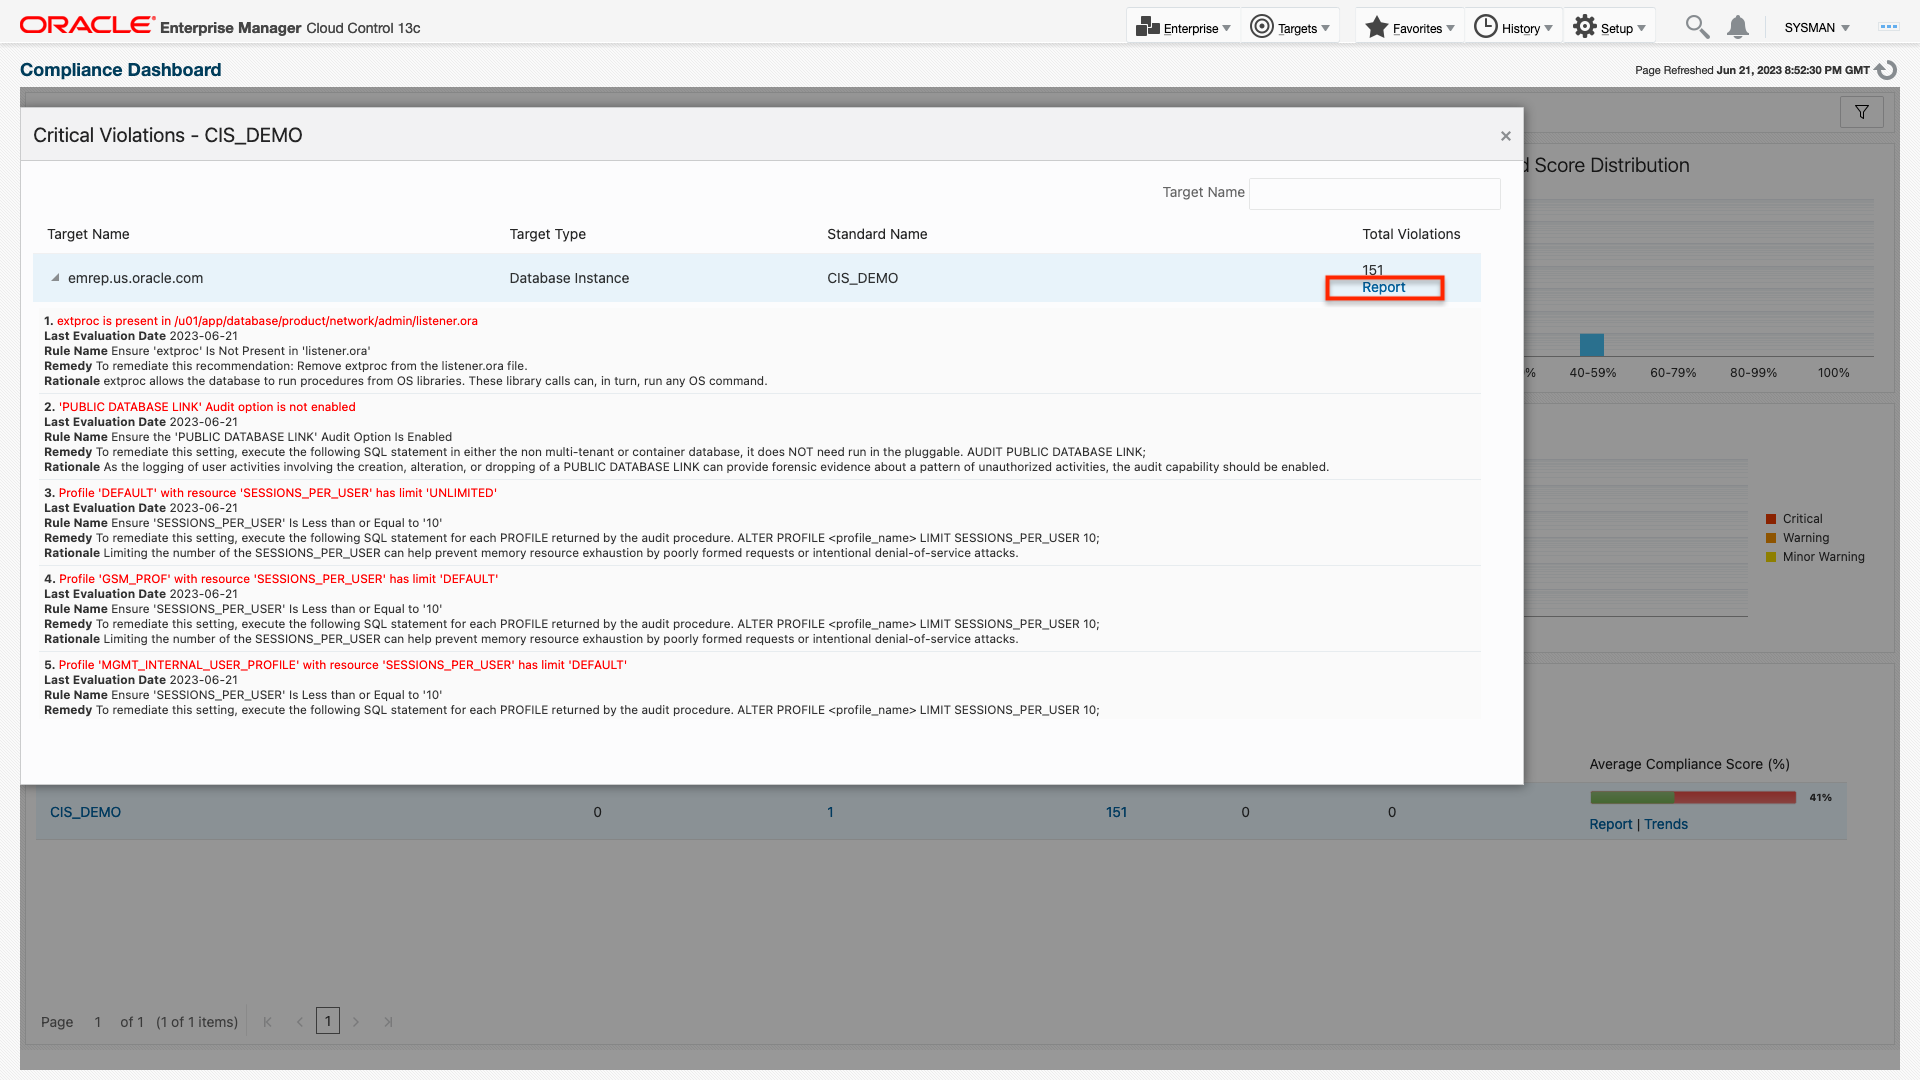 ORACLE Enterprise Manager Cloud Control 13c
Enterprise
Targets
Favorites
History
Setup
SYSMAN
Compliance Dashboard
Page Refreshed Jun 21, 2023 8:52:30 PM GMT
Critical Violations - CIS_DEMO
×
Score Distribution
Target Name
Target Name Target Type Standard Name Total Violations
emrep.us.oracle.com Database Instance CIS_DEMO 151
Report
1. extproc is present in /u01/app/database/product/network/admin/listener.ora
Last Evaluation Date 2023-06-21
Rule Name Ensure 'extproc' Is Not Present in 'listener.ora'
Remedy To remediate this recommendation: Remove extproc from the listener.ora file.
Rationale extproc allows the database to run procedures from OS libraries. These library calls can, in turn, run any OS command.
2. 'PUBLIC DATABASE LINK' Audit option is not enabled
Last Evaluation Date 2023-06-21
Rule Name Ensure the 'PUBLIC DATABASE LINK' Audit Option Is Enabled
Remedy To remediate this setting, execute the following SQL statement in either the non multi-tenant or container database, it does NOT need run in the pluggable. AUDIT PUBLIC DATABASE LINK;
Rationale As the logging of user activities involving the creation, alteration, or dropping of a PUBLIC DATABASE LINK can provide forensic evidence about a pattern of unauthorized activities, the audit capability should be enabled.
3. Profile 'DEFAULT' with resource 'SESSIONS_PER_USER' has limit 'UNLIMITED'
Last Evaluation Date 2023-06-21
Rule Name Ensure 'SESSIONS_PER_USER' Is Less than or Equal to '10'
Remedy To remediate this setting, execute the following SQL statement for each PROFILE returned by the audit procedure. ALTER PROFILE <profile_name> LIMIT SESSIONS_PER_USER 10;
Rationale Limiting the number of the SESSIONS_PER_USER can help prevent memory resource exhaustion by poorly formed requests or intentional denial-of-service attacks.
4. Profile 'GSM_PROF' with resource 'SESSIONS_PER_USER' has limit 'DEFAULT'
Last Evaluation Date 2023-06-21
Rule Name Ensure 'SESSIONS_PER_USER' Is Less than or Equal to '10'
Remedy To remediate this setting, execute the following SQL statement for each PROFILE returned by the audit procedure. ALTER PROFILE <profile_name> LIMIT SESSIONS_PER_USER 10;
Rationale Limiting the number of the SESSIONS_PER_USER can help prevent memory resource exhaustion by poorly formed requests or intentional denial-of-service attacks.
5. Profile 'MGMT_INTERNAL_USER_PROFILE' with resource 'SESSIONS_PER_USER' has limit 'DEFAULT'
Last Evaluation Date 2023-06-21
Rule Name Ensure 'SESSIONS_PER_USER' Is Less than or Equal to '10'
Remedy To remediate this setting, execute the following SQL statement for each PROFILE returned by the audit procedure. ALTER PROFILE <profile_name> LIMIT SESSIONS_PER_USER 10;
% 40-59% 60-79% 80-99% 100%
Critical
Warning
Minor Warning
Average Compliance Score (%)
CIS_DEMO 0 1 151 0 0 41%
Report | Trends
Page 1 of 1 (1 of 1 items) 1